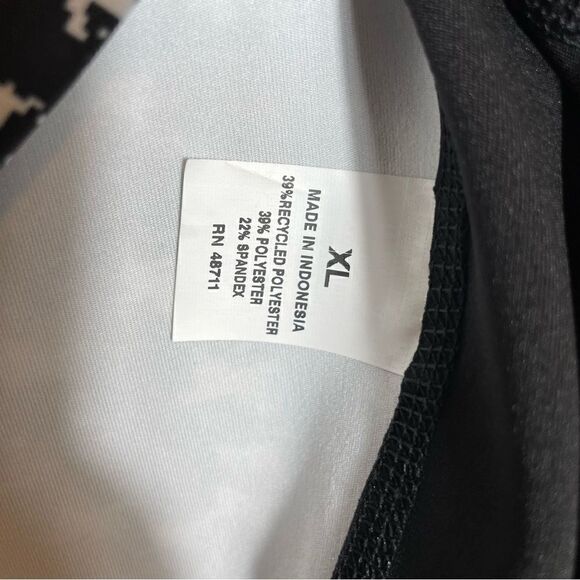 XL
MADE IN INDONESIA
39%RECYCLED POLYESTER
39% POLYESTER
22% SPANDEX
RN 48711